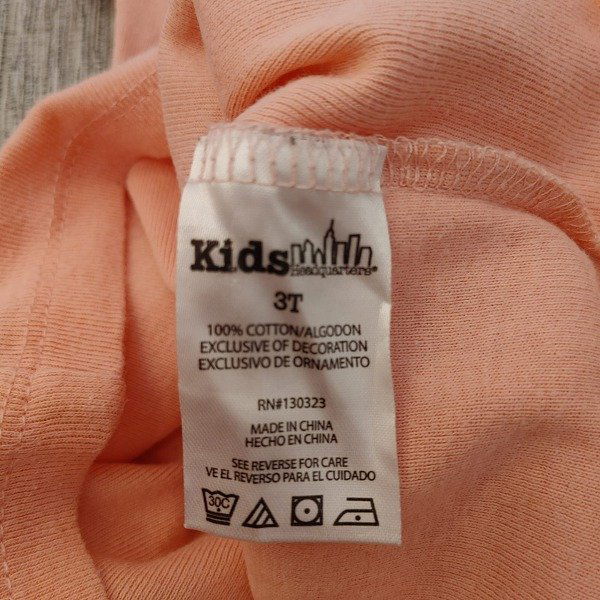 Kids
Headquarters®
3T
100% COTTON/ALGODON
EXCLUSIVE OF DECORATION
EXCLUSIVO DE ORNAMENTO
RN#130323
MADE IN CHINA
HECHO EN CHINA
SEE REVERSE FOR CARE
VE EL REVERSO PARA EL CUIDADO
30C